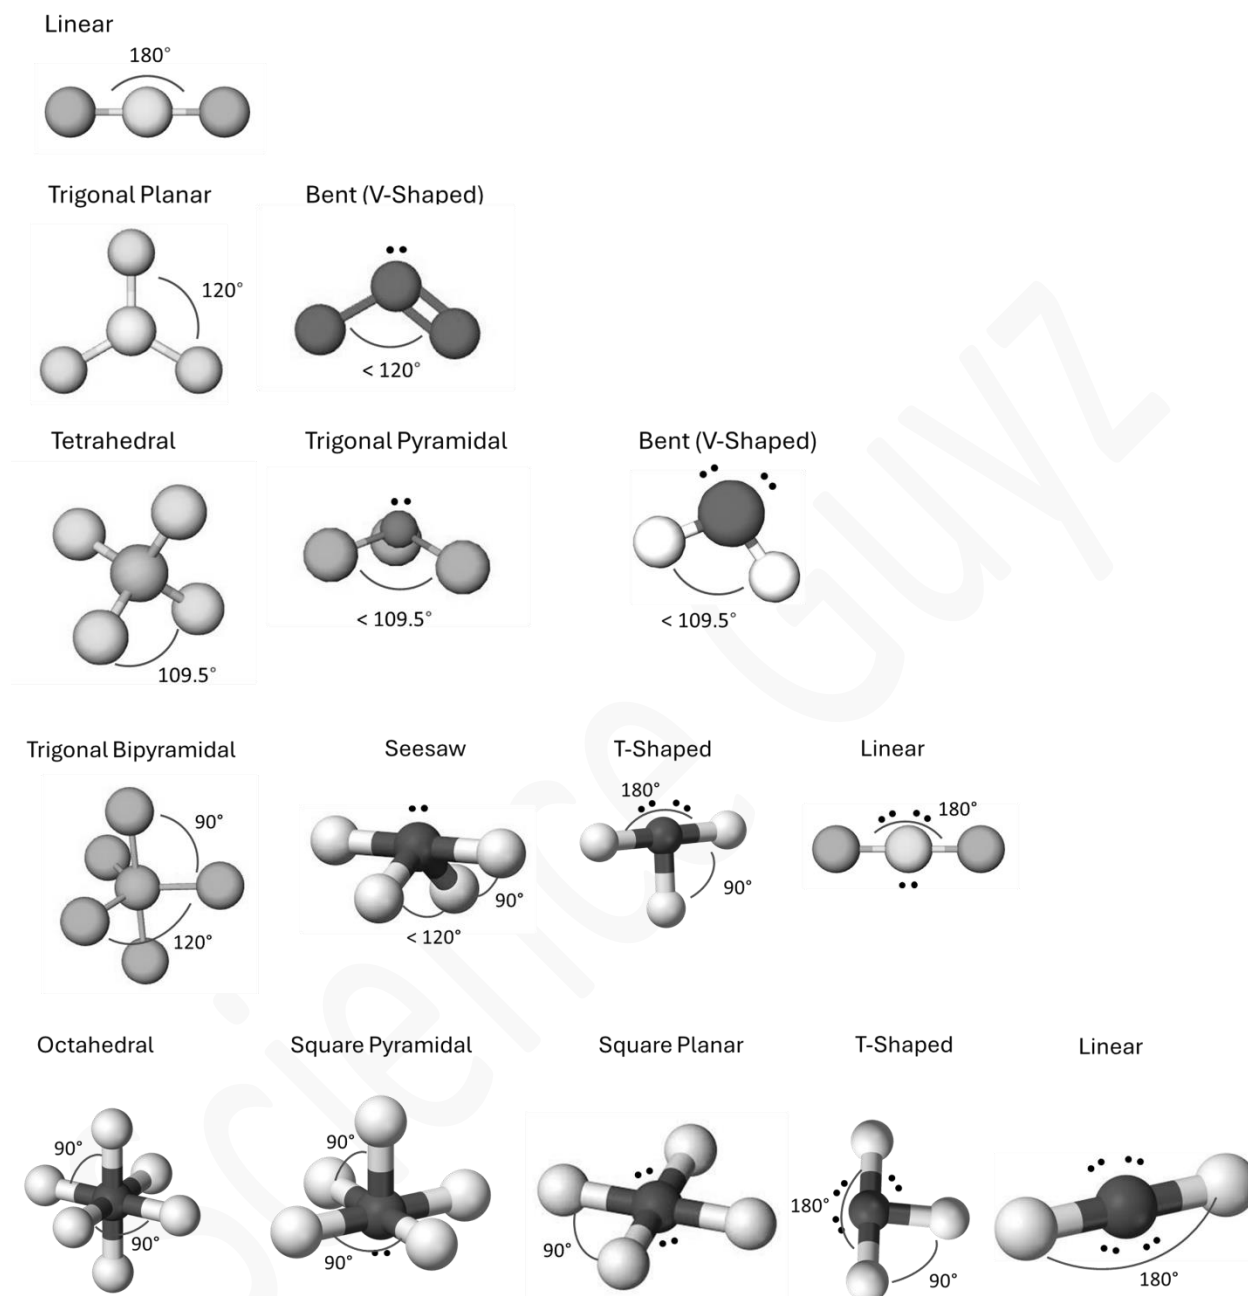 Linear
180°
Trigonal Planar
Bent (V-Shaped)
120°
< 120°
Tetrahedral
Trigonal Pyramidal
Bent (V-Shaped)
109.5°
< 109.5°
< 109.5°
Trigonal Bipyramidal
Seesaw
T-Shaped
Linear
90°
120°
90°
< 120°
180°
90°
180°
Octahedral
Square Pyramidal
Square Planar
T-Shaped
Linear
90°
90°
90°
90°
90°
180°
90°
180°
Science Guyz